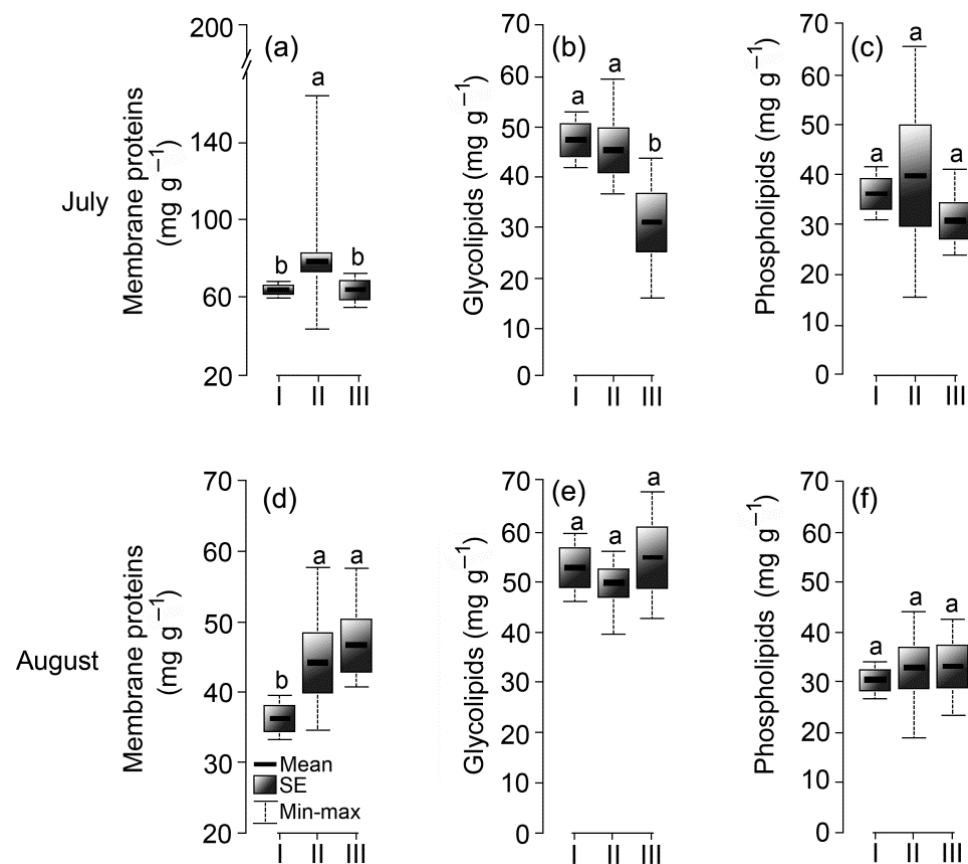 July
Membrane proteins
(mg g⁻¹)
200
140
100
60
20
(a)
b
a
b
I
II
III
Glycolipids (mg g⁻¹)
70
60
50
40
30
20
10
0
(b)
a
a
b
I
II
III
Phospholipids (mg g⁻¹)
70
60
50
40
30
20
10
0
(c)
a
a
a
I
II
III
August
Membrane proteins
(mg g⁻¹)
70
60
50
40
30
20
(d)
b
a
a
Mean
SE
Min-max
I
II
III
Glycolipids (mg g⁻¹)
70
60
50
40
30
20
10
0
(e)
a
a
a
I
II
III
Phospholipids (mg g⁻¹)
70
60
50
40
30
20
10
0
(f)
a
a
a
I
II
III